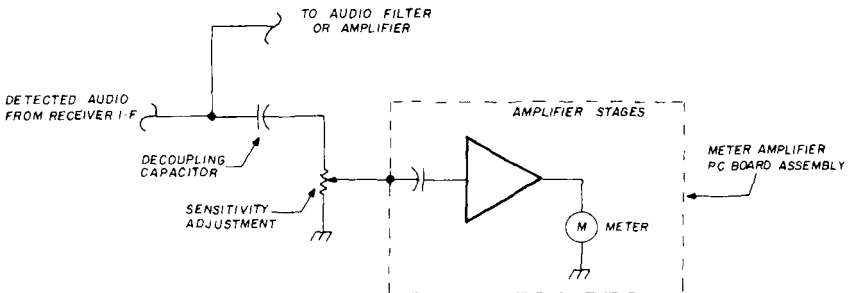 TO AUDIO FILTER
OR AMPLIFIER
DETECTED AUDIO
FROM RECEIVER I-F
DECOUPLING
CAPACITOR
SENSITIVITY
ADJUSTMENT
AMPLIFIER STAGES
METER AMPLIFIER
PC BOARD ASSEMBLY
M METER